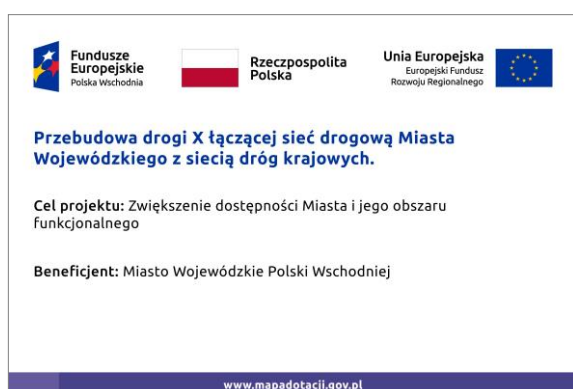 Fundusze
Europejskie
Polska Wschodnia
Rzeczpospolita
Polska
Unia Europejska
Europejski Fundusz
Rozwoju Regionalnego
Przebudowa drogi X łączącej sieć drogową Miasta
Wojewódzkiego z siecią dróg krajowych.
Cel projektu: Zwiększenie dostępności Miasta i jego obszaru
funkcjonalnego
Beneficjent: Miasto Wojewódzkie Polski Wschodniej
www.mapadotacji.gov.pl